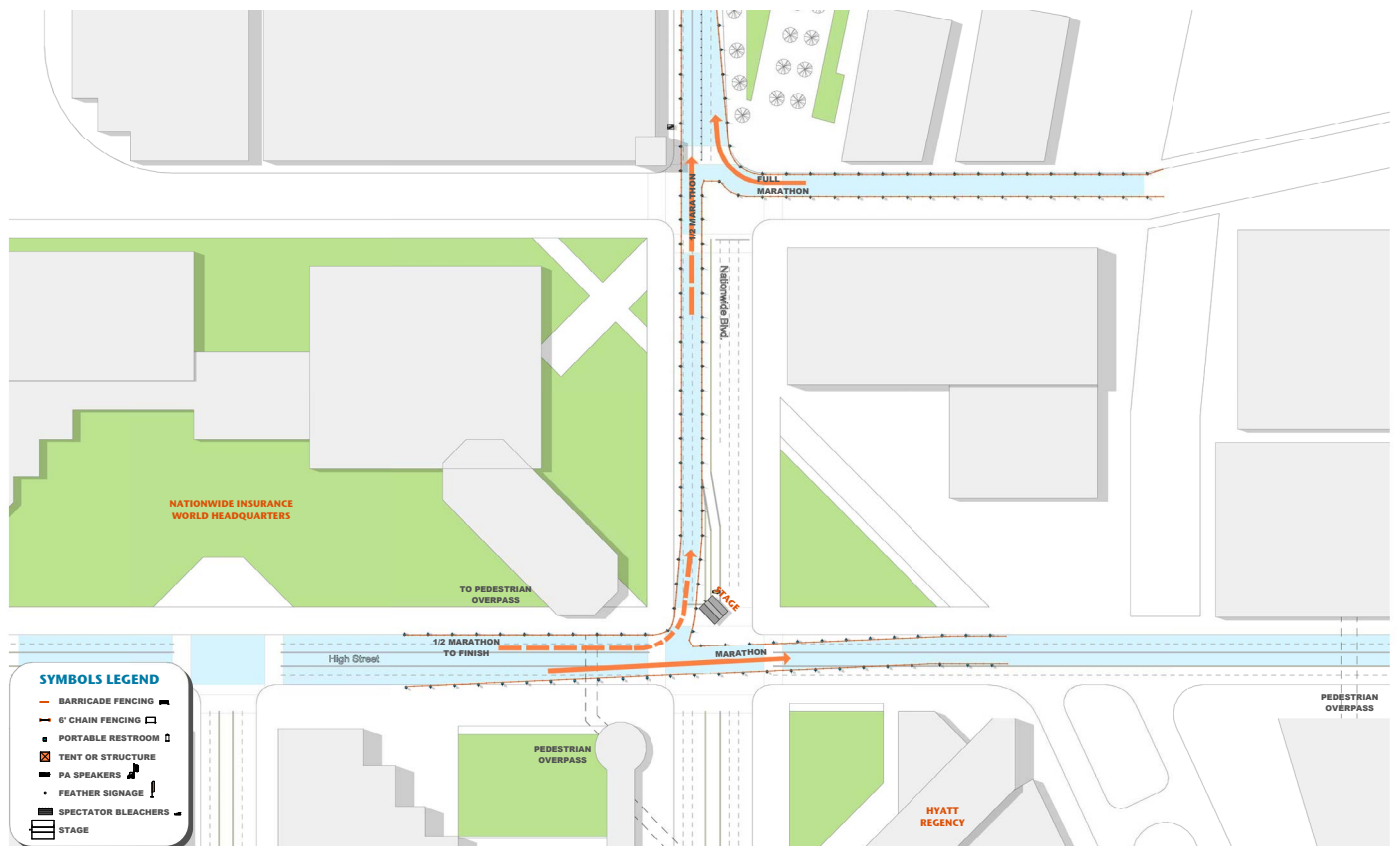 FULL
MARATHON
1/2 MARATHON
Nationwide Blvd.
NATIONWIDE INSURANCE
WORLD HEADQUARTERS
TO PEDESTRIAN
OVERPASS
STAGE
1/2 MARATHON
TO FINISH
High Street
MARATHON
SYMBOLS LEGEND
BARRICADE FENCING
6' CHAIN FENCING
PORTABLE RESTROOM
TENT OR STRUCTURE
PA SPEAKERS
FEATHER SIGNAGE
SPECTATOR BLEACHERS
STAGE
PEDESTRIAN
OVERPASS
HYATT
REGENCY
PEDESTRIAN
OVERPASS